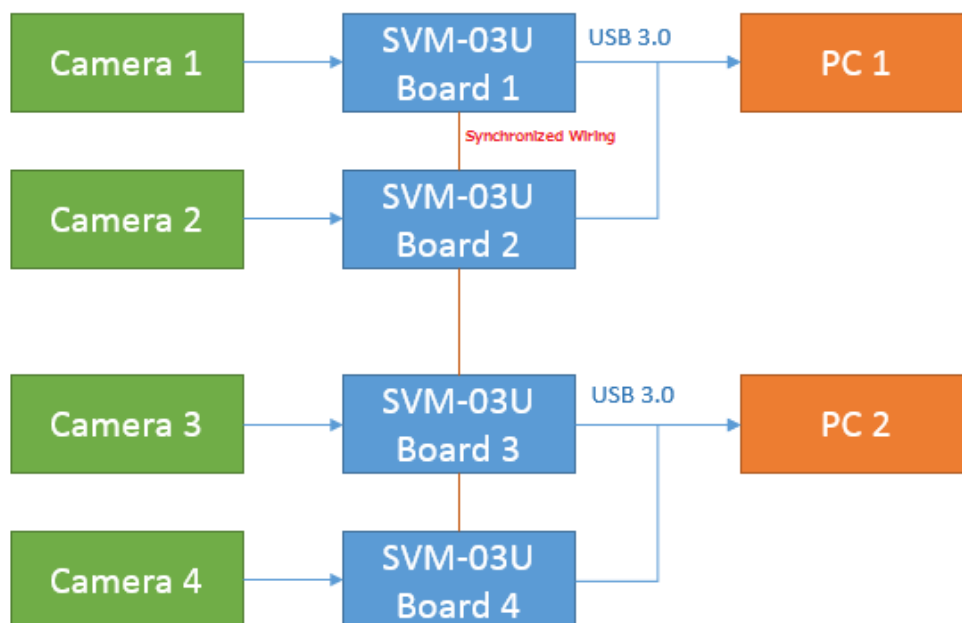 Camera 1
SVM-03U
Board 1
USB 3.0
PC 1
Synchronized Wiring
Camera 2
SVM-03U
Board 2
Camera 3
SVM-03U
Board 3
USB 3.0
PC 2
Camera 4
SVM-03U
Board 4